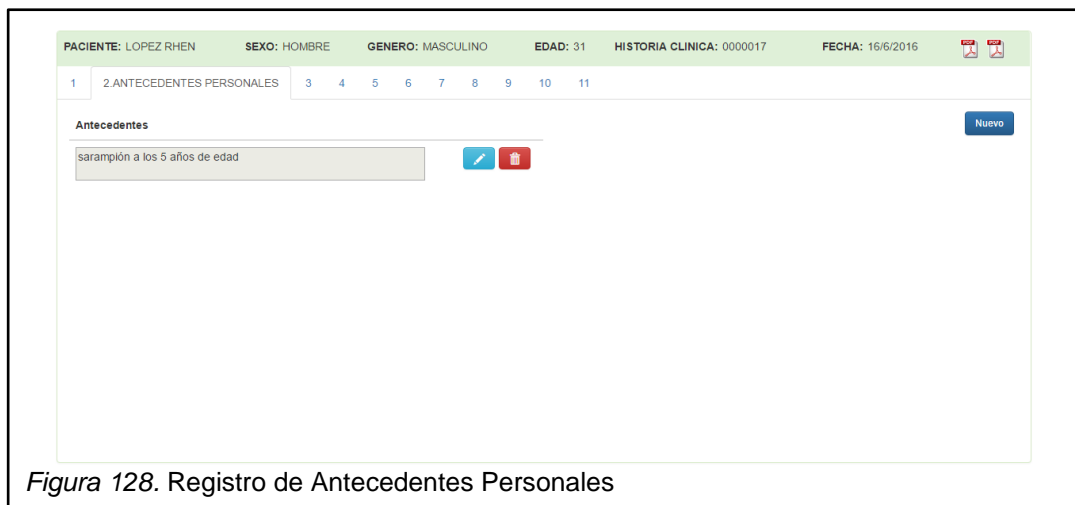 PACIENTE: LOPEZ RHEN SEXO: HOMBRE GENERO: MASCULINO EDAD: 31 HISTORIA CLINICA: 0000017 FECHA: 16/6/2016 PDF PDF
1 2.ANTECEDENTES PERSONALES 3 4 5 6 7 8 9 10 11
Antecedentes Nuevo
sarampión a los 5 años de edad
Figura 128. Registro de Antecedentes Personales